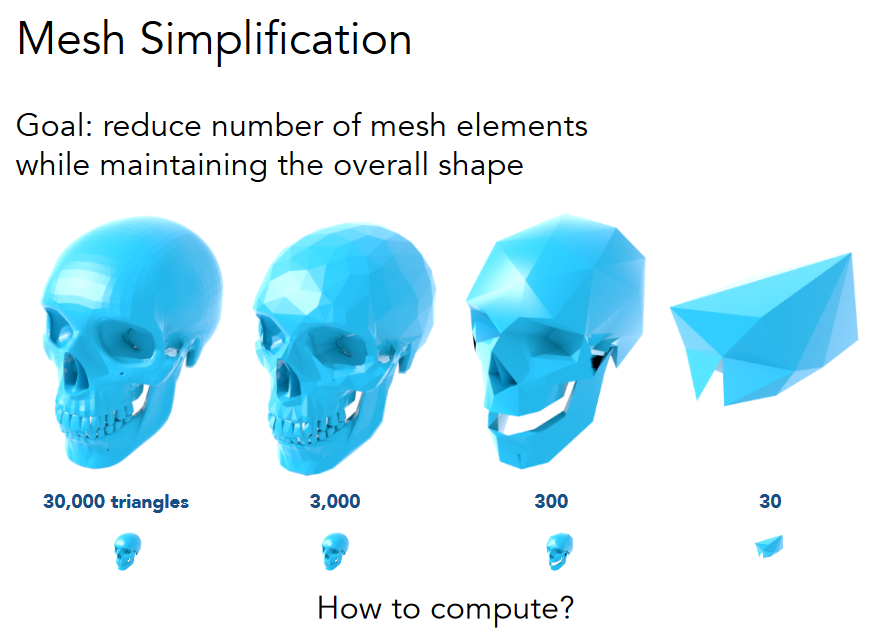 Mesh Simplification
Goal: reduce number of mesh elements
while maintaining the overall shape
30,000 triangles
3,000
300
30
How to compute?